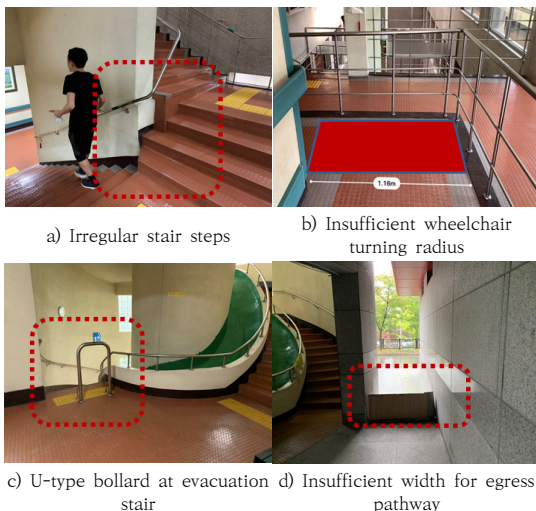 1.16m
a) Irregular stair steps
b) Insufficient wheelchair
turning radius
c) U-type bollard at evacuation
stair
d) Insufficient width for egress
pathway